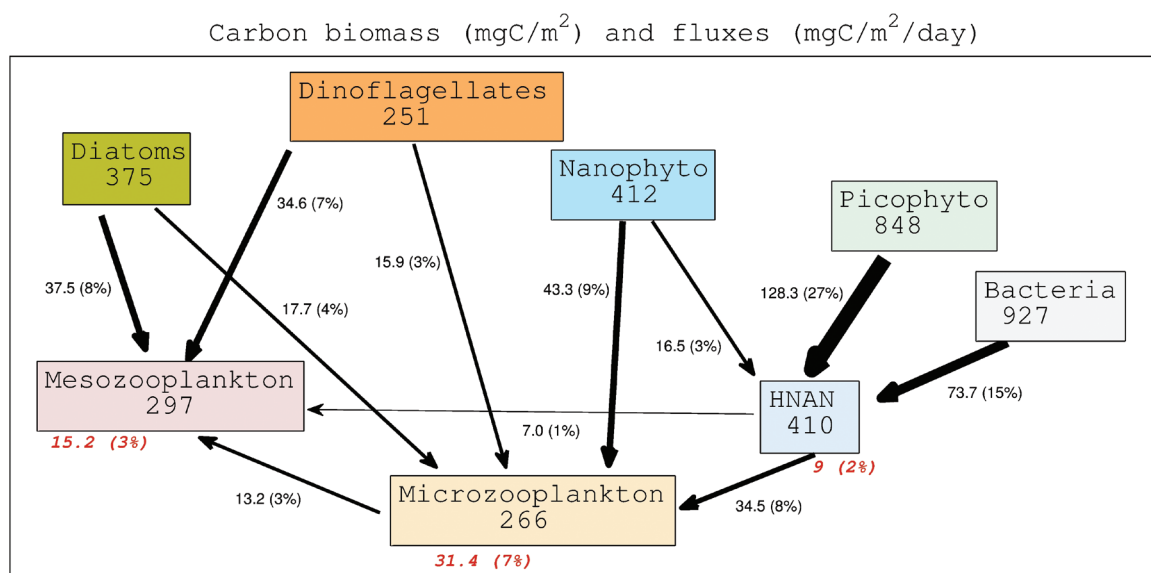 Carbon biomass (mgC/m²) and fluxes (mgC/m²/day)
Dinoflagellates
251
Diatoms
375
Nanophyto
412
Picophyto
848
Bacteria
927
34.6 (7%)
15.9 (3%)
37.5 (8%)
17.7 (4%)
43.3 (9%)
128.3 (27%)
16.5 (3%)
73.7 (15%)
Mesozooplankton
297
15.2 (3%)
HNAN
410
9 (2%)
7.0 (1%)
13.2 (3%)
34.5 (8%)
Microzooplankton
266
31.4 (7%)